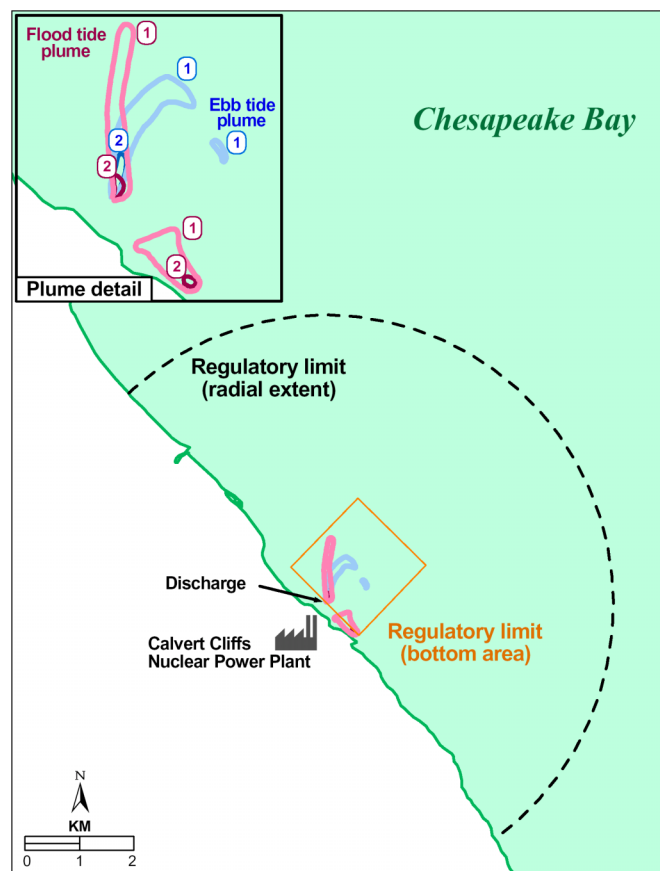 Flood tide
plume
1
1
Ebb tide
plume
1
2
2
1
2
Plume detail
Chesapeake Bay
Regulatory limit
(radial extent)
Discharge
Calvert Cliffs
Nuclear Power Plant
Regulatory limit
(bottom area)
N
KM
0 1 2